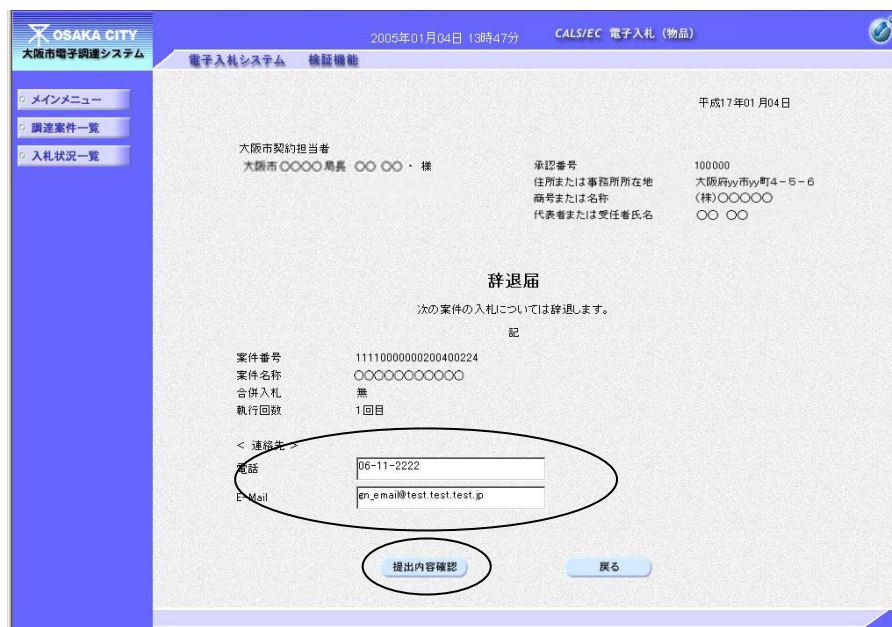 OSAKA CITY
大阪市電子調達システム
2005年01月04日 13時47分
CALS/EC 電子入札（物品）
電子入札システム 検証機能
メインメニュー
調達案件一覧
入札状況一覧
平成17年01月04日
大阪市契約担当者
大阪市○○○○局長 ○○ ○○・ 様
承認番号 100000
住所または事務所所在地 大阪府yy市yy町4－5－6
商号または名称 (株)○○○○○
代表者または受任者氏名 ○○ ○○
辞退届
次の案件の入札については辞退します。
記
案件番号 11110000000200400224
案件名称 ○○○○○○○○○○○
合併入札 無
執行回数 1回目
< 連絡先 >
電話 06-11-2222
E-Mail gn_email@test.test.test.jp
提出内容確認 戻る